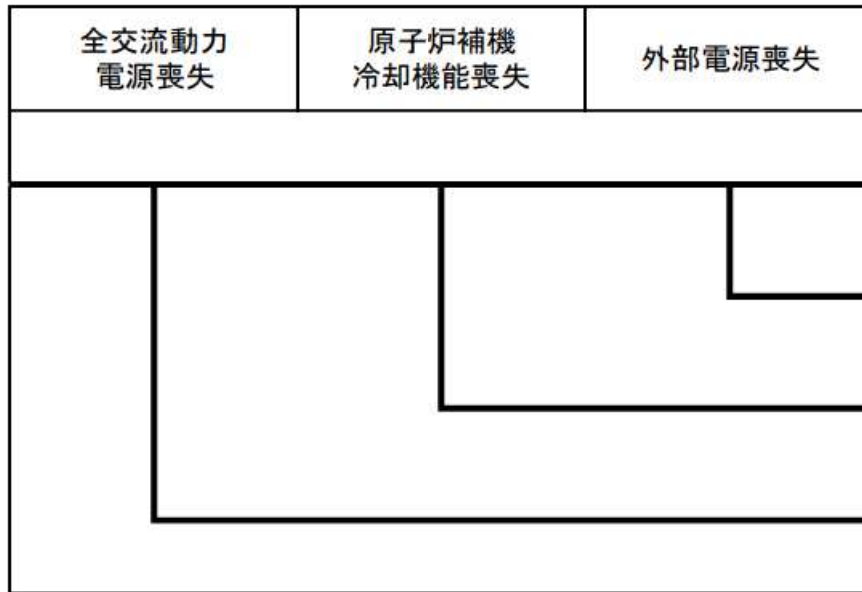 全交流動力
電源喪失
原子炉補機
冷却機能喪失
外部電源喪失